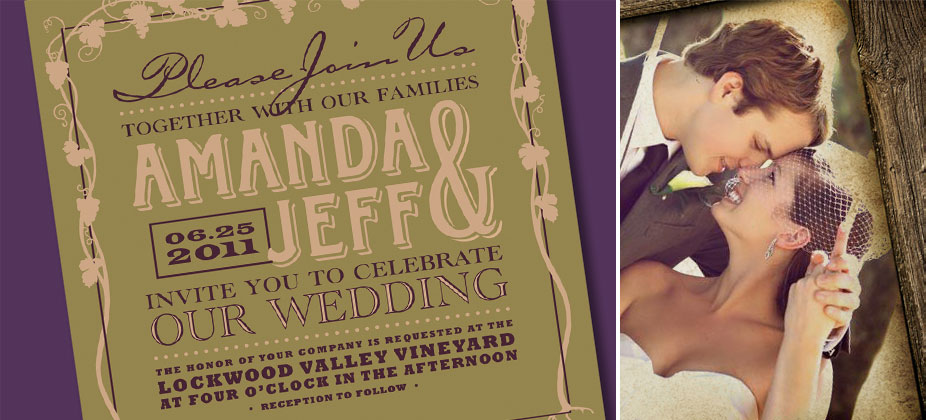 Please Join Us
TOGETHER WITH OUR FAMILIES
AMANDA &
JEFF
06.25
2011
INVITE YOU TO CELEBRATE
OUR WEDDING
THE HONOR OF YOUR COMPANY IS REQUESTED AT THE
LOCKWOOD VALLEY VINEYARD
AT FOUR O'CLOCK IN THE AFTERNOON
• RECEPTION TO FOLLOW •